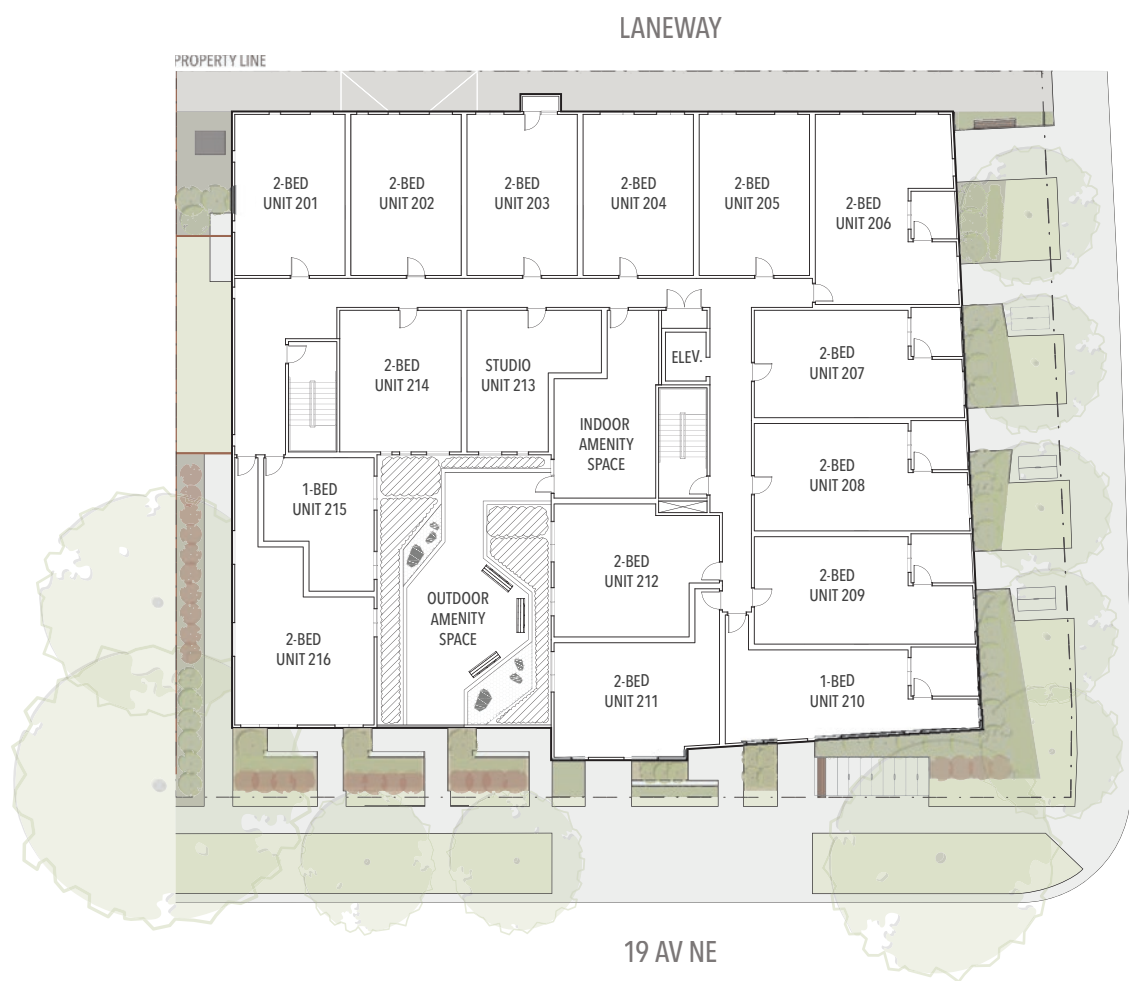 LANEWAY
PROPERTY LINE
2-BED
UNIT 201
2-BED
UNIT 202
2-BED
UNIT 203
2-BED
UNIT 204
2-BED
UNIT 205
2-BED
UNIT 206
2-BED
UNIT 214
STUDIO
UNIT 213
ELEV.
2-BED
UNIT 207
INDOOR
AMENITY
SPACE
2-BED
UNIT 208
1-BED
UNIT 215
2-BED
UNIT 212
2-BED
UNIT 209
OUTDOOR
AMENITY
SPACE
2-BED
UNIT 216
2-BED
UNIT 211
1-BED
UNIT 210
19 AV NE